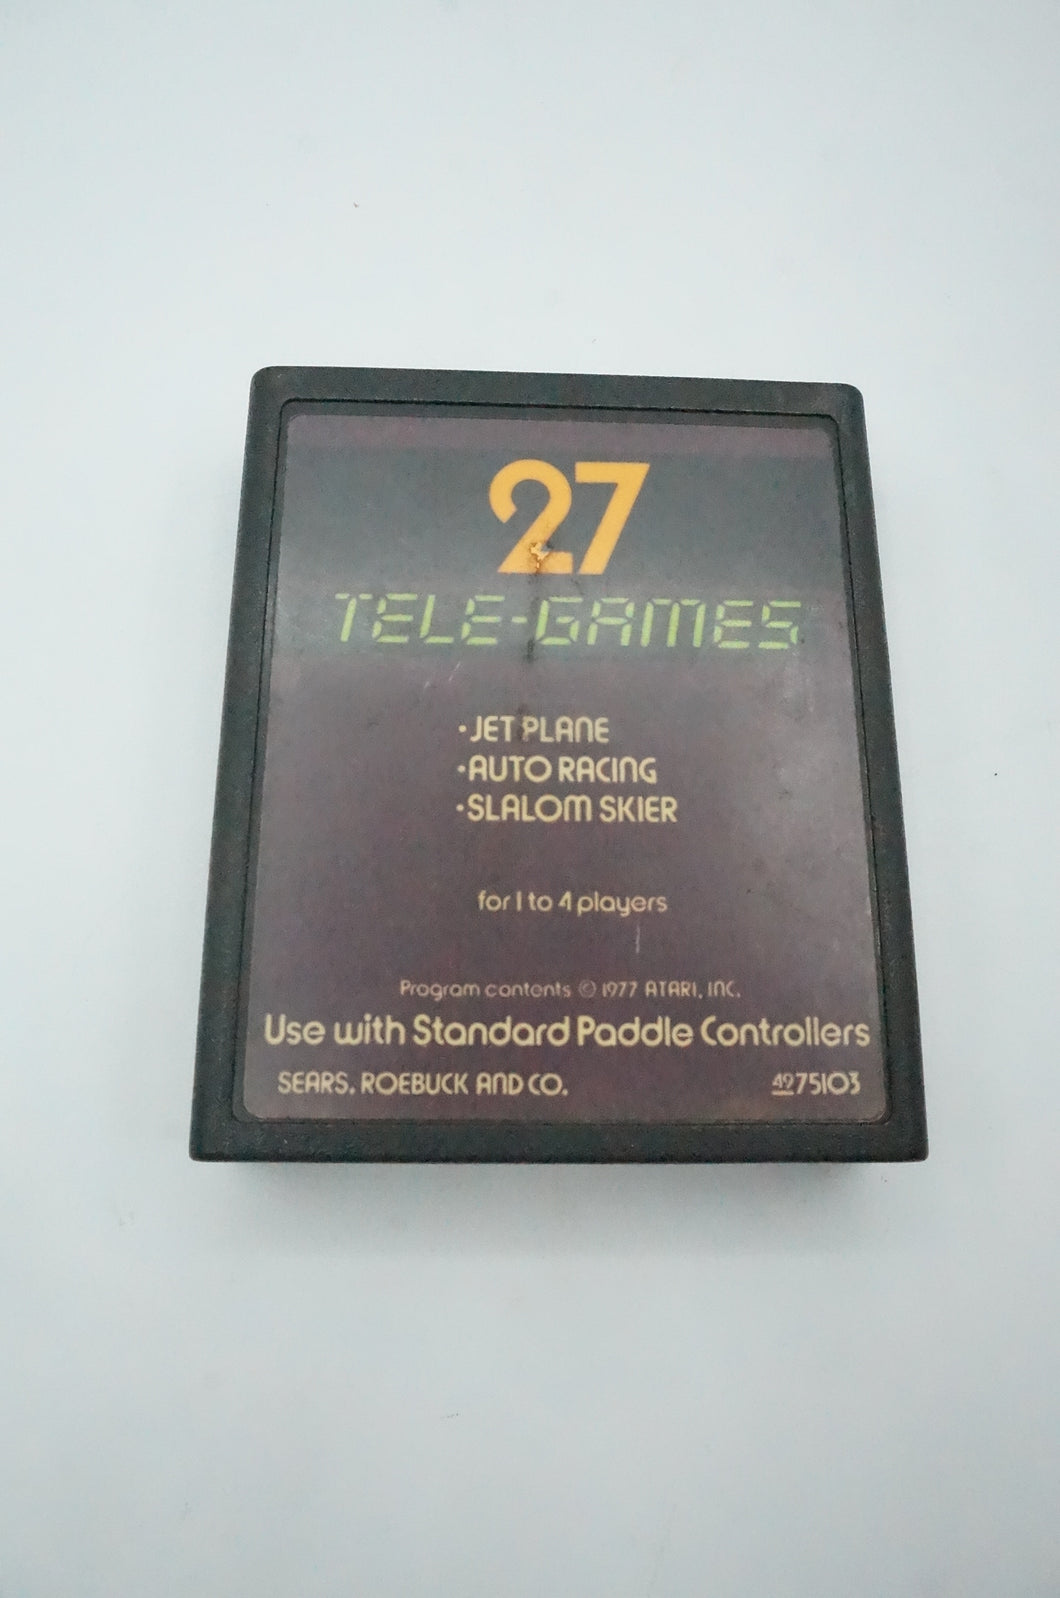 27
TELE-GAMES
•JET PLANE
•AUTO RACING
•SLALOM SKIER
for 1 to 4 players
Program contents © 1977 ATARI, INC.
Use with Standard Paddle Controllers
SEARS, ROEBUCK AND CO. 4975103